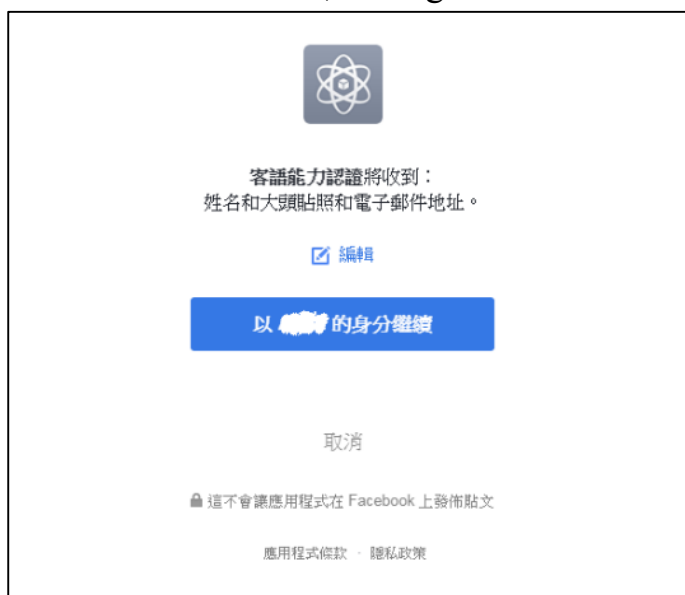 客語能力認證將收到：
姓名和大頭貼照和電子郵件地址。
編輯
以 的身分繼續
取消
這不會讓應用程式在 Facebook 上發佈貼文
應用程式條款 · 隱私政策